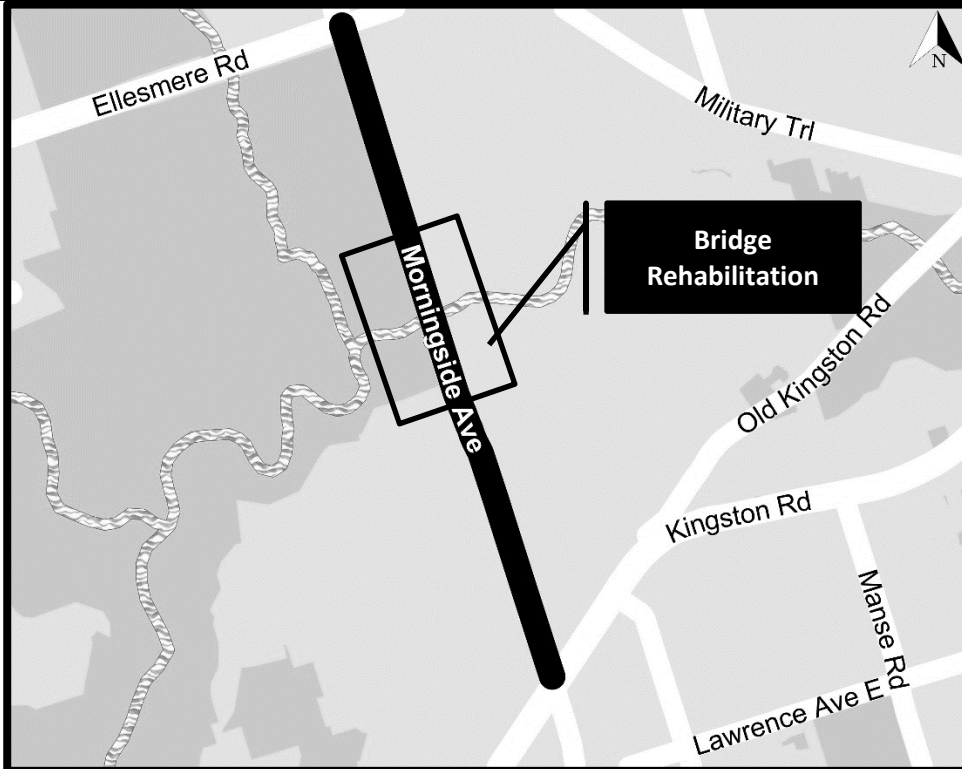 N
Ellesmere Rd
Military Trl
Bridge
Rehabilitation
Morningside Ave
Old Kingston Rd
Kingston Rd
Manse Rd
Lawrence Ave E